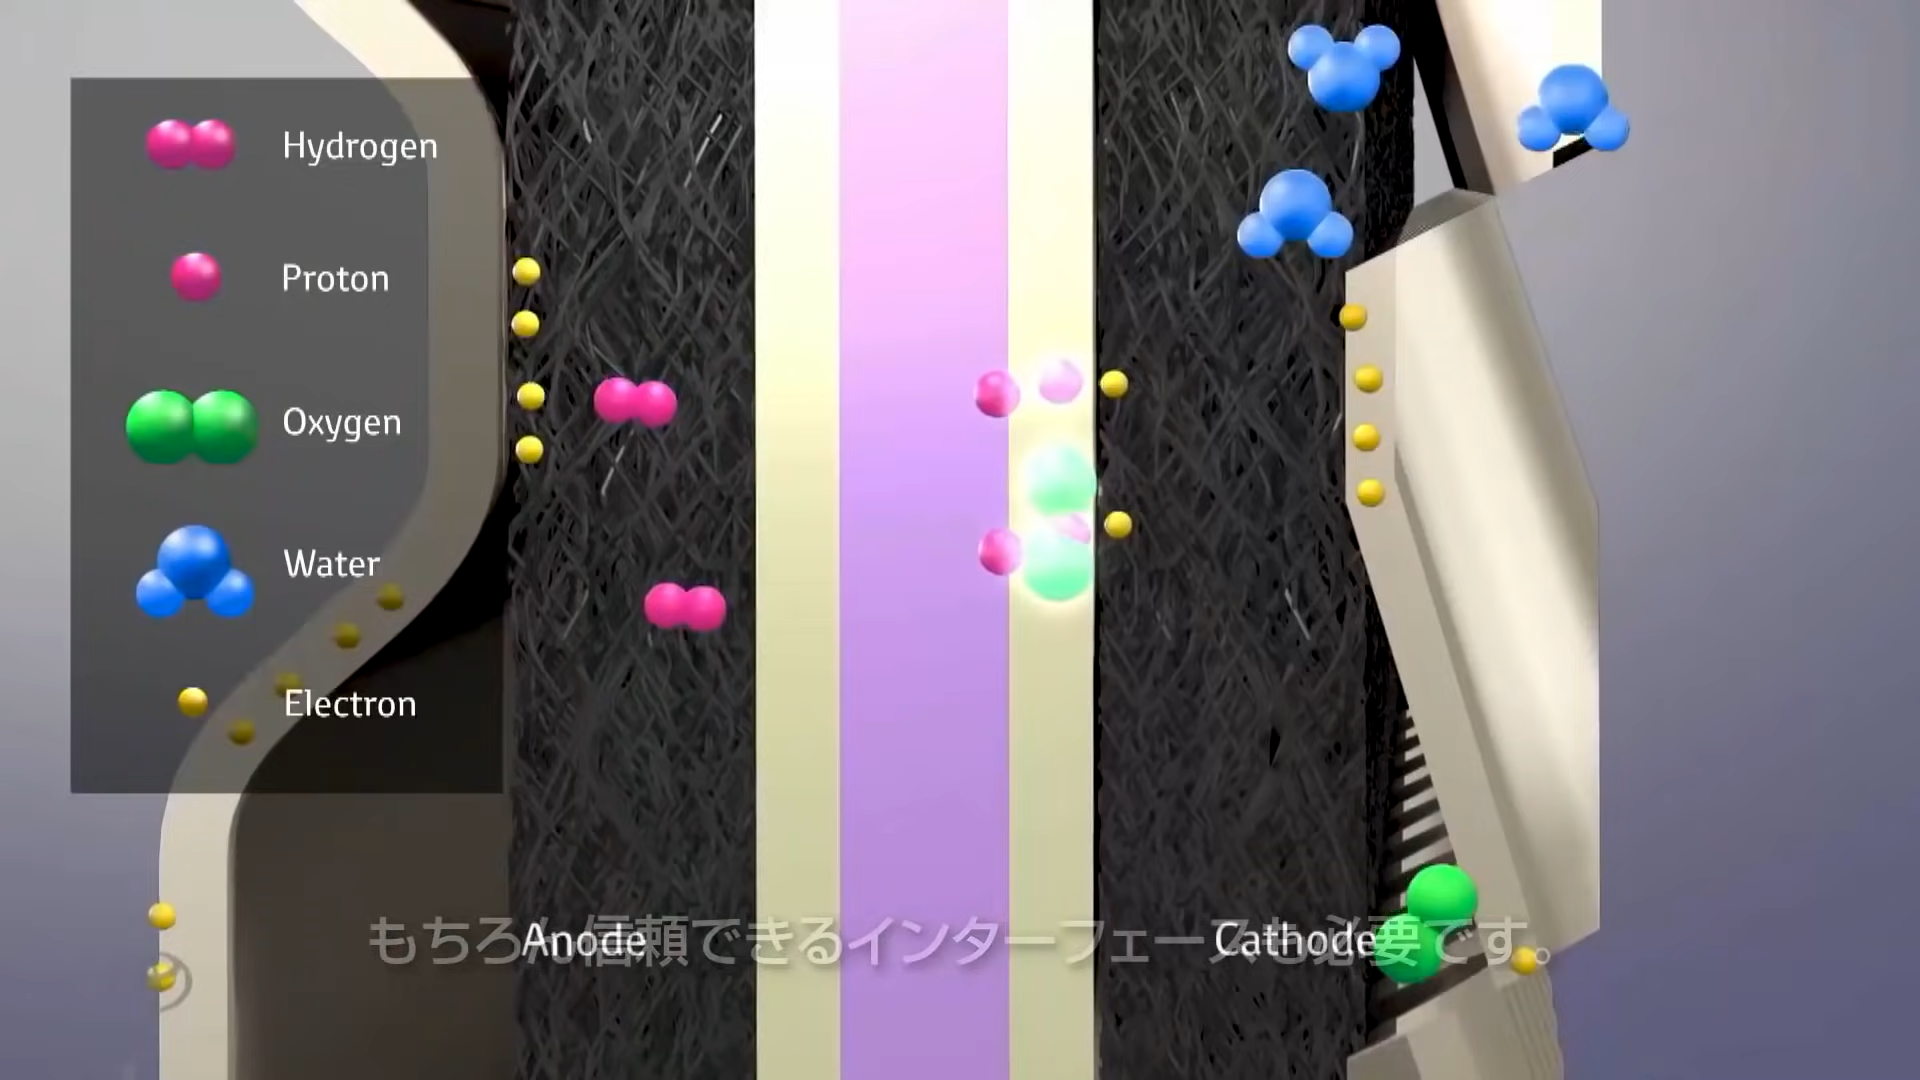 Hydrogen
Proton
Oxygen
Water
Electron
Anode
Cathode
もちろん信頼できるインターフェースも必要です。